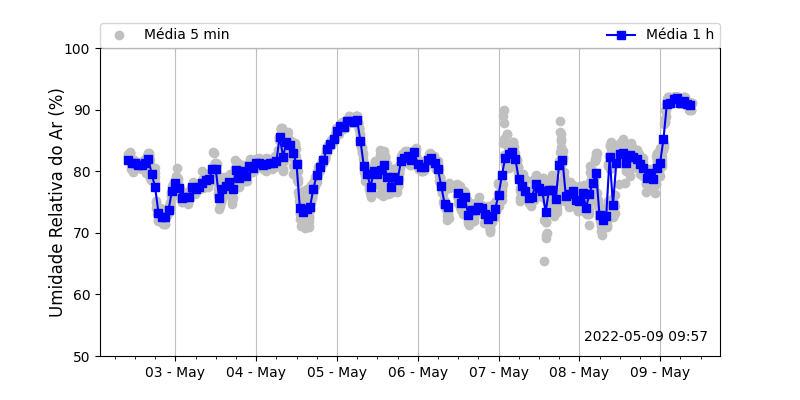 Média 5 min
Média 1 h
Umidade Relativa do Ar (%)
100
90
80
70
60
50
2022-05-09 09:57
03 - May
04 - May
05 - May
06 - May
07 - May
08 - May
09 - May